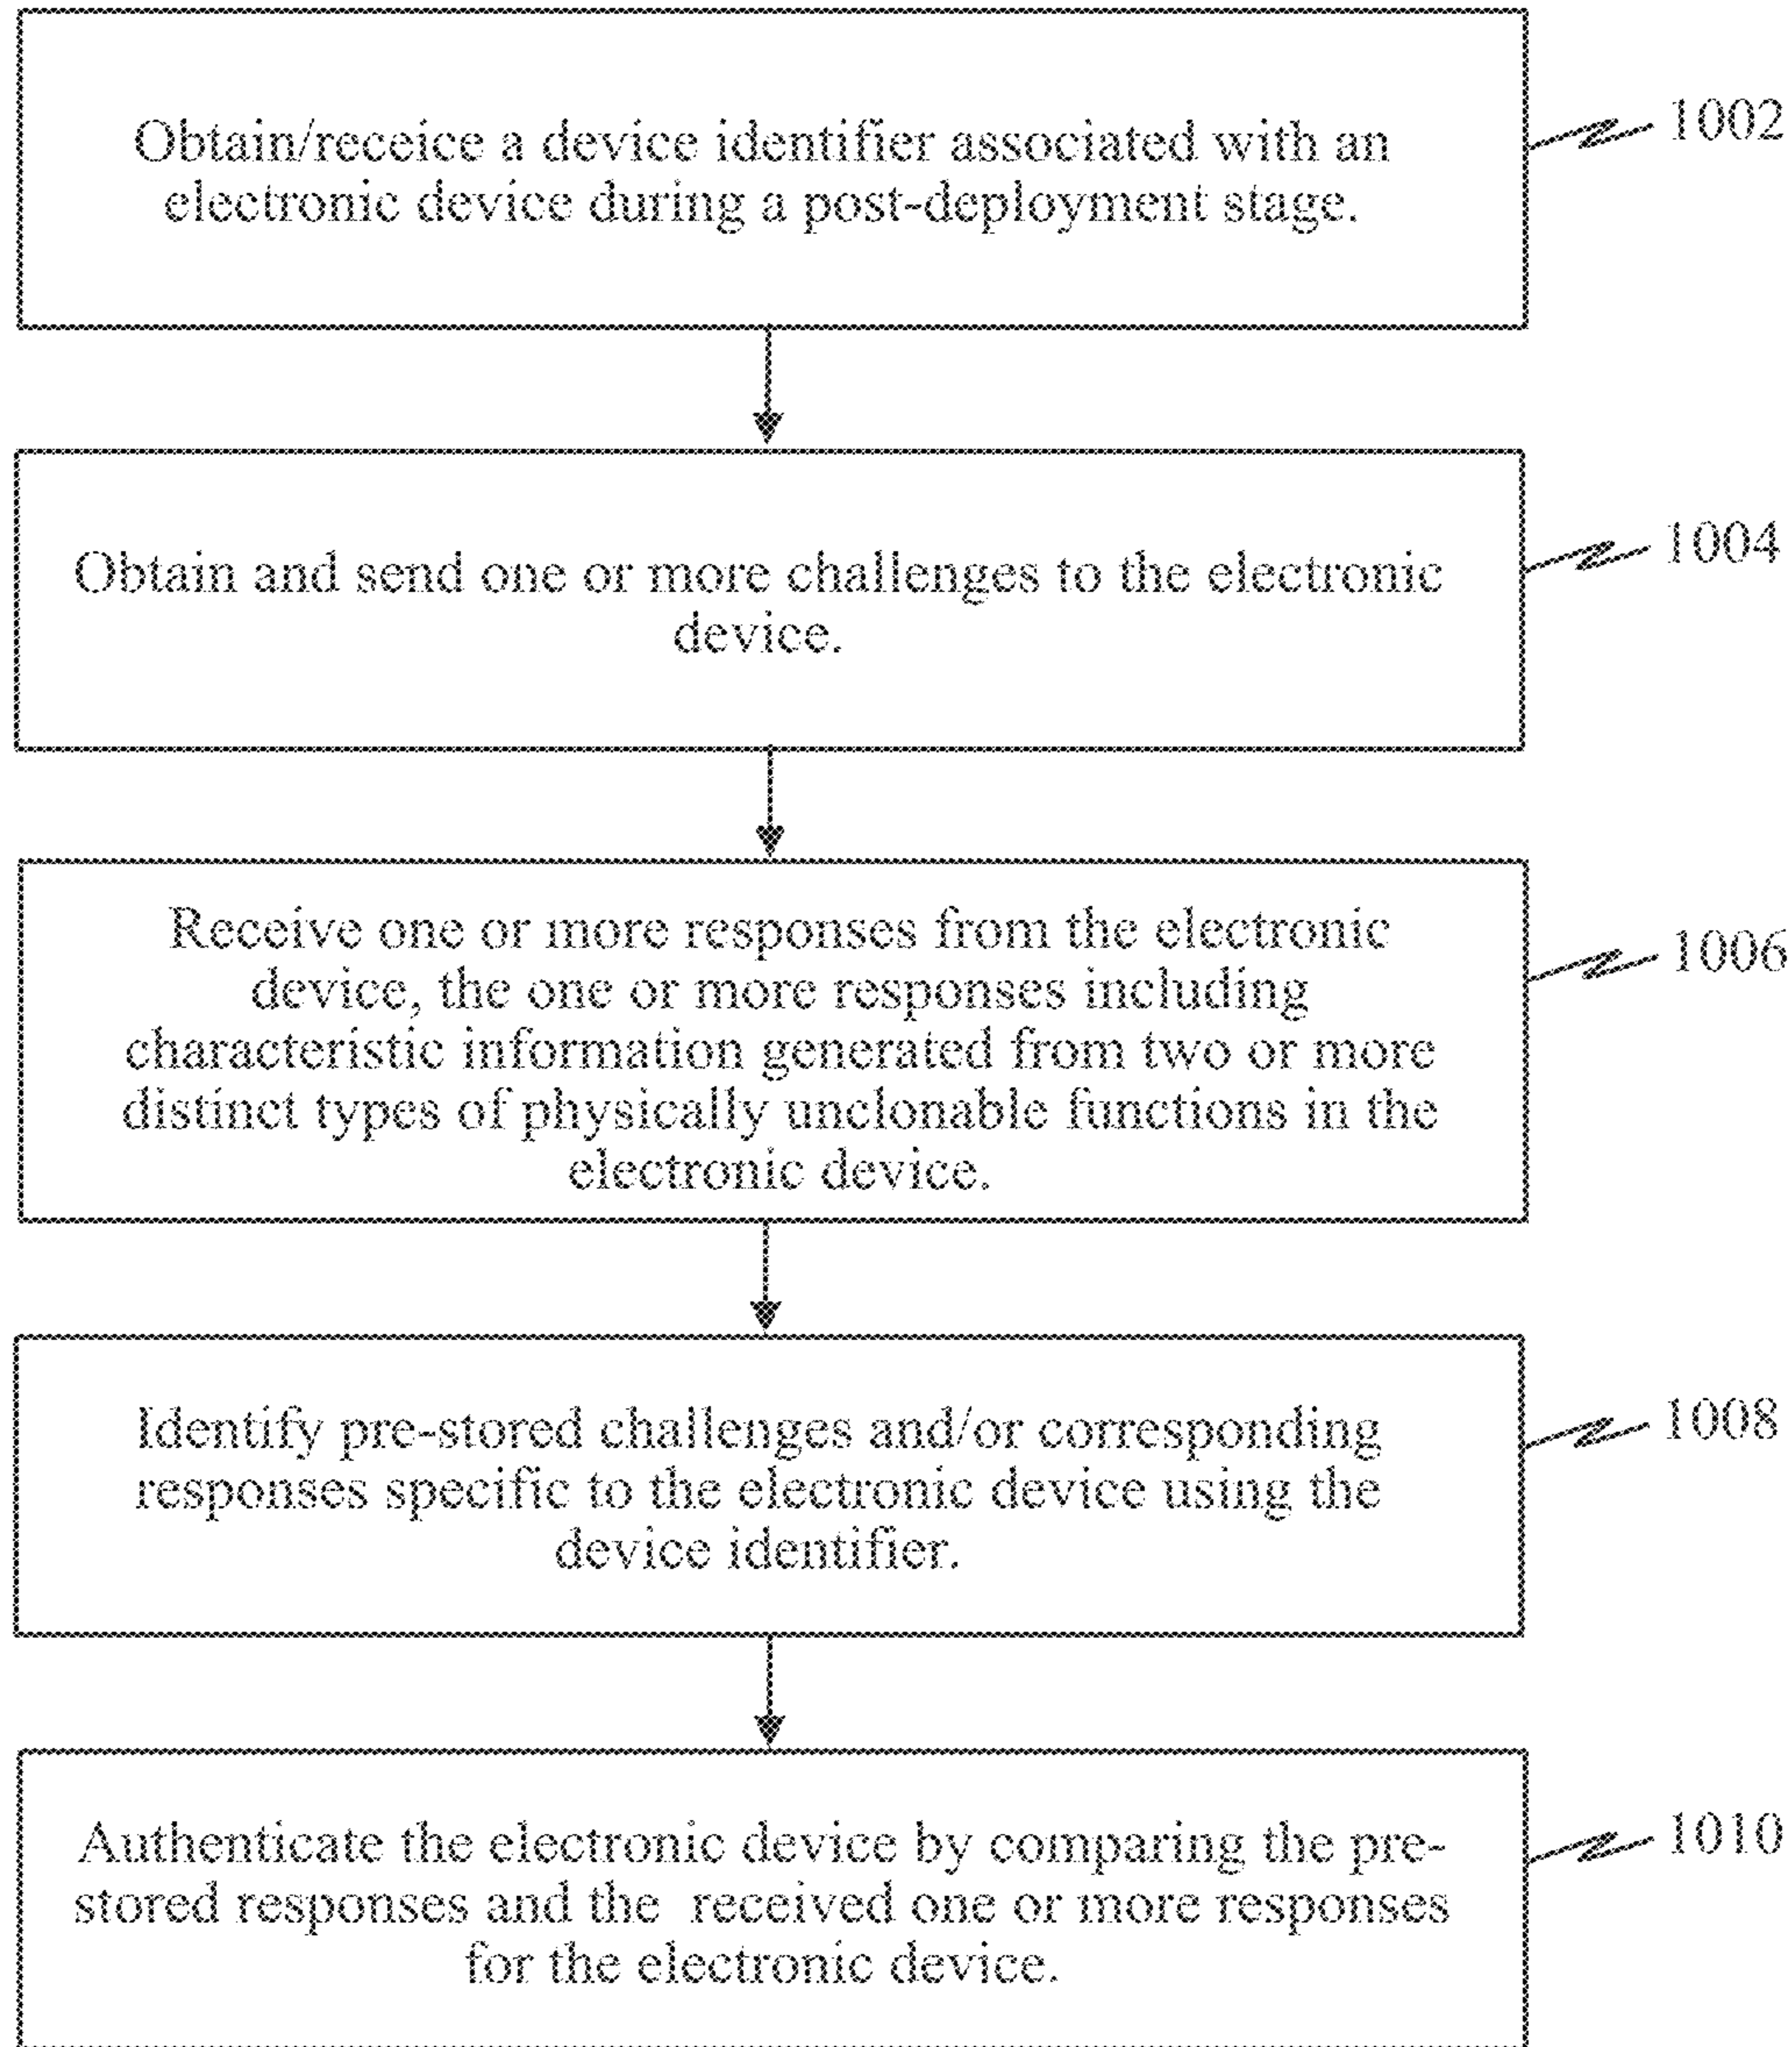 Obtain/receice a device identifier associated with an
electronic device during a post-deployment stage.
1002
Obtain and send one or more challenges to the electronic
device.
1004
Receive one or more responses from the electronic
device, the one or more responses including
characteristic information generated from two or more
distinct types of physically unclonable functions in the
electronic device.
1006
Identify pre-stored challenges and/or corresponding
responses specific to the electronic device using the
device identifier.
1008
Authenticate the electronic device by comparing the pre-
stored responses and the received one or more responses
for the electronic device.
1010